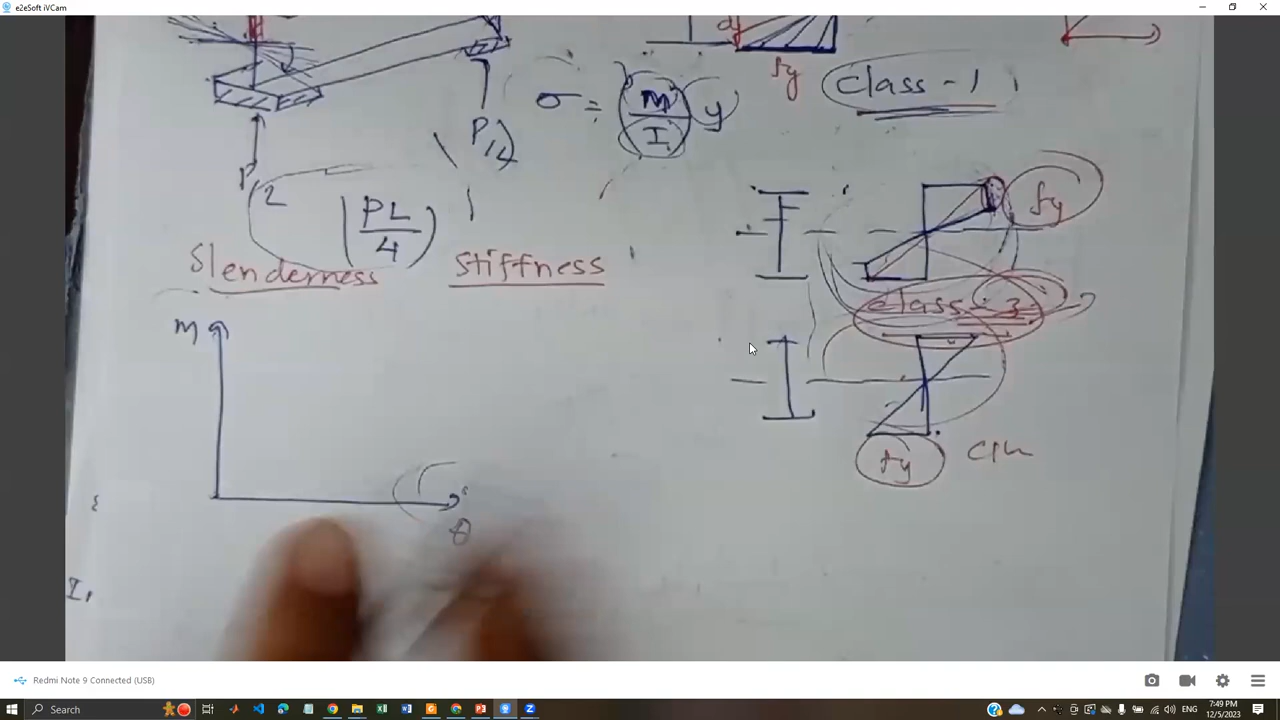 e2eSoft iVCam
fy
class - 1
σ = M/I y
P/2
P/2
PL/4
fy
Slenderness
Stiffness
class - 3
M
fy
θ
I
Redmi Note 9 Connected (USB)
Search
ENG
7:49 PM
12/5/2023